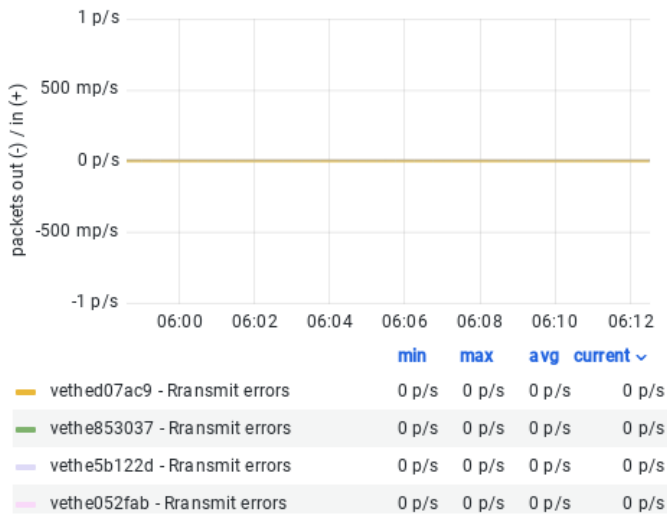 1 p/s
500 mp/s
0 p/s
-500 mp/s
-1 p/s
packets out (-) / in (+)
06:00 06:02 06:04 06:06 06:08 06:10 06:12
min max avg current
vethed07ac9 - Rransmit errors 0 p/s 0 p/s 0 p/s 0 p/s
vethe853037 - Rransmit errors 0 p/s 0 p/s 0 p/s 0 p/s
vethe5b122d - Rransmit errors 0 p/s 0 p/s 0 p/s 0 p/s
vethe052fab - Rransmit errors 0 p/s 0 p/s 0 p/s 0 p/s